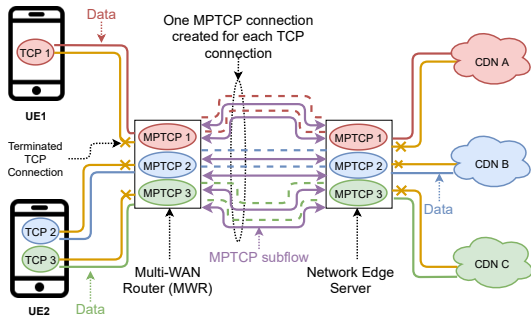 Data
One MPTCP connection
created for each TCP
connection
TCP 1
UE1
CDN A
Terminated
TCP
Connection
MPTCP 1
MPTCP 2
MPTCP 3
MPTCP 1
MPTCP 2
MPTCP 3
CDN B
Data
TCP 2
TCP 3
UE2
Data
Multi-WAN
Router (MWR)
MPTCP subflow
Network Edge
Server
CDN C